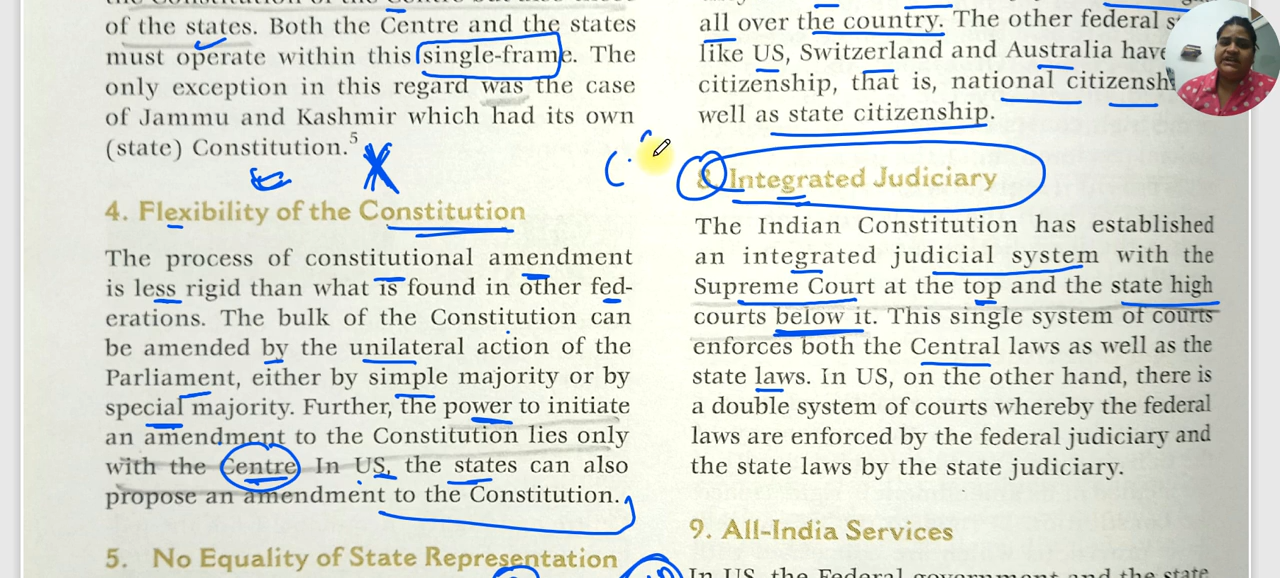 of the states. Both the Centre and the states
must operate within this single-frame. The
only exception in this regard was the case
of Jammu and Kashmir which had its own
(state) Constitution.5
4. Flexibility of the Constitution
The process of constitutional amendment
is less rigid than what is found in other fed-
erations. The bulk of the Constitution can
be amended by the unilateral action of the
Parliament, either by simple majority or by
special majority. Further, the power to initiate
an amendment to the Constitution lies only
with the Centre. In US, the states can also
propose an amendment to the Constitution.
5. No Equality of State Representation
all over the country. The other federal
like US, Switzerland and Australia have
citizenship, that is, national
well as state citizenship.
8. Integrated Judiciary
The Indian Constitution has established
an integrated judicial system with the
Supreme Court at the top and the state high
courts below it. This single system of courts
enforces both the Central laws as well as the
state laws. In US, on the other hand, there is
a double system of courts whereby the federal
laws are enforced by the federal judiciary and
the state laws by the state judiciary.
9. All-India Services
In US, the Federal government and the state